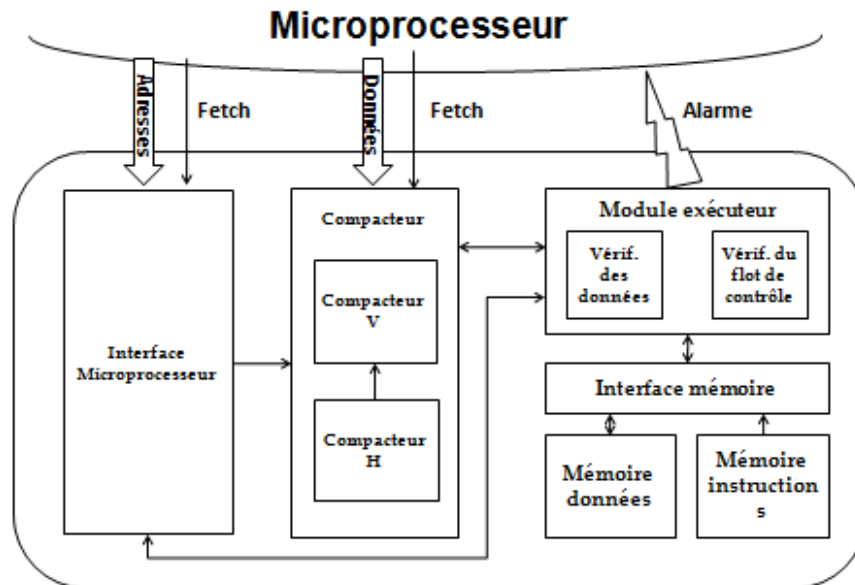 Microprocesseur
Adresses
Fetch
Données
Fetch
Alarme
Interface
Microprocesseur
Compacteur
Compacteur
V
Compacteur
H
Module exécuteur
Vérif.
des
données
Vérif. du
flot de
contrôle
Interface mémoire
Mémoire
données
Mémoire
instruction
s